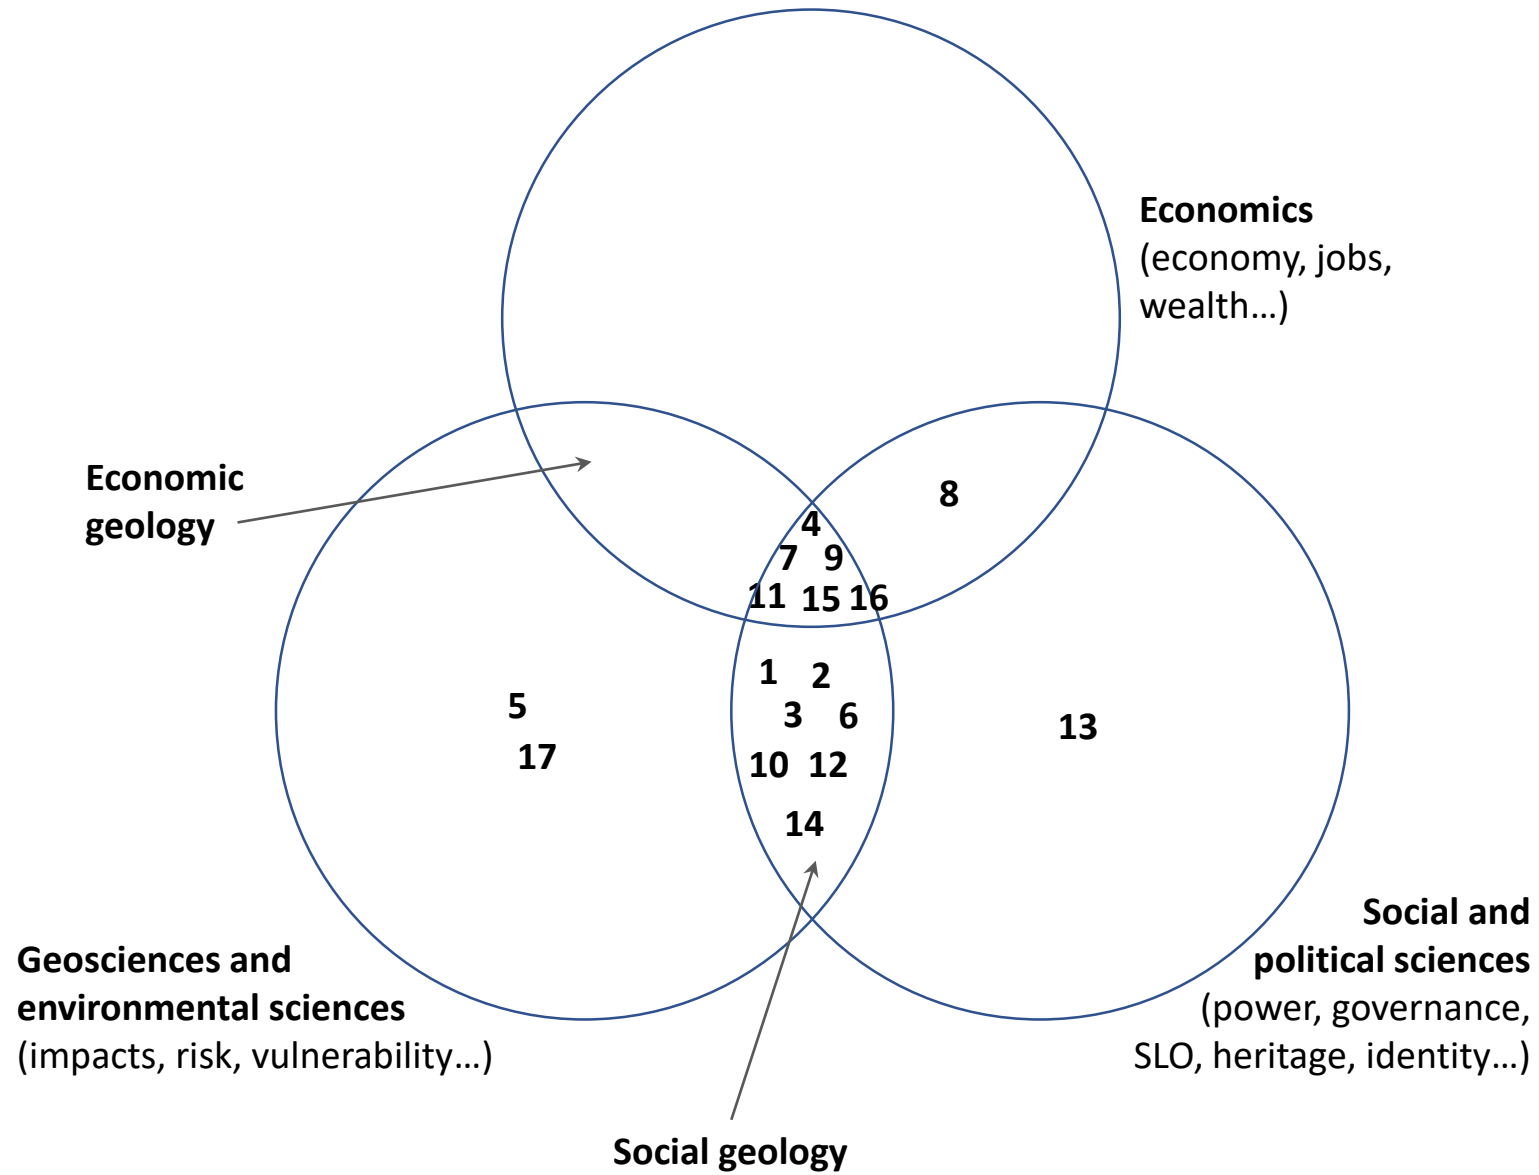 Economics
(economy, jobs,
wealth…)
Economic
geology
8
4
7 9
11 15 16
1 2
3 6
10 12
14
5
17
13
Geosciences and
environmental sciences
(impacts, risk, vulnerability…)
Social and
political sciences
(power, governance,
SLO, heritage, identity…)
Social geology